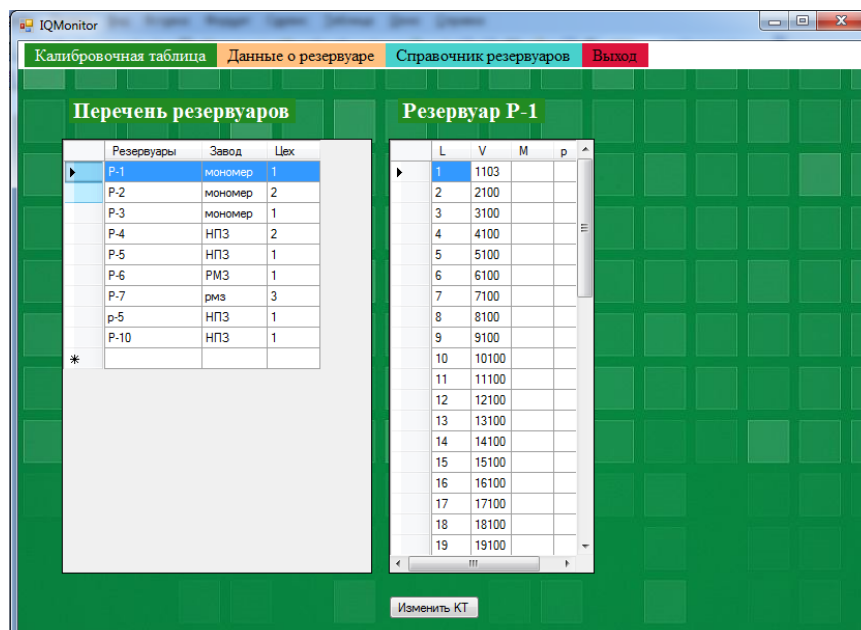 IQMonitor
Калибровочная таблица Данные о резервуаре Справочник резервуаров Выход
Перечень резервуаров
Резервуары Завод Цех
Р-1 мономер 1
Р-2 мономер 2
Р-3 мономер 1
Р-4 НПЗ 2
Р-5 НПЗ 1
Р-6 РМЗ 1
Р-7 рмз 3
р-5 НПЗ 1
Р-10 НПЗ 1
Резервуар Р-1
L V M p
1 1103
2 2100
3 3100
4 4100
5 5100
6 6100
7 7100
8 8100
9 9100
10 10100
11 11100
12 12100
13 13100
14 14100
15 15100
16 16100
17 17100
18 18100
19 19100
Изменить КТ